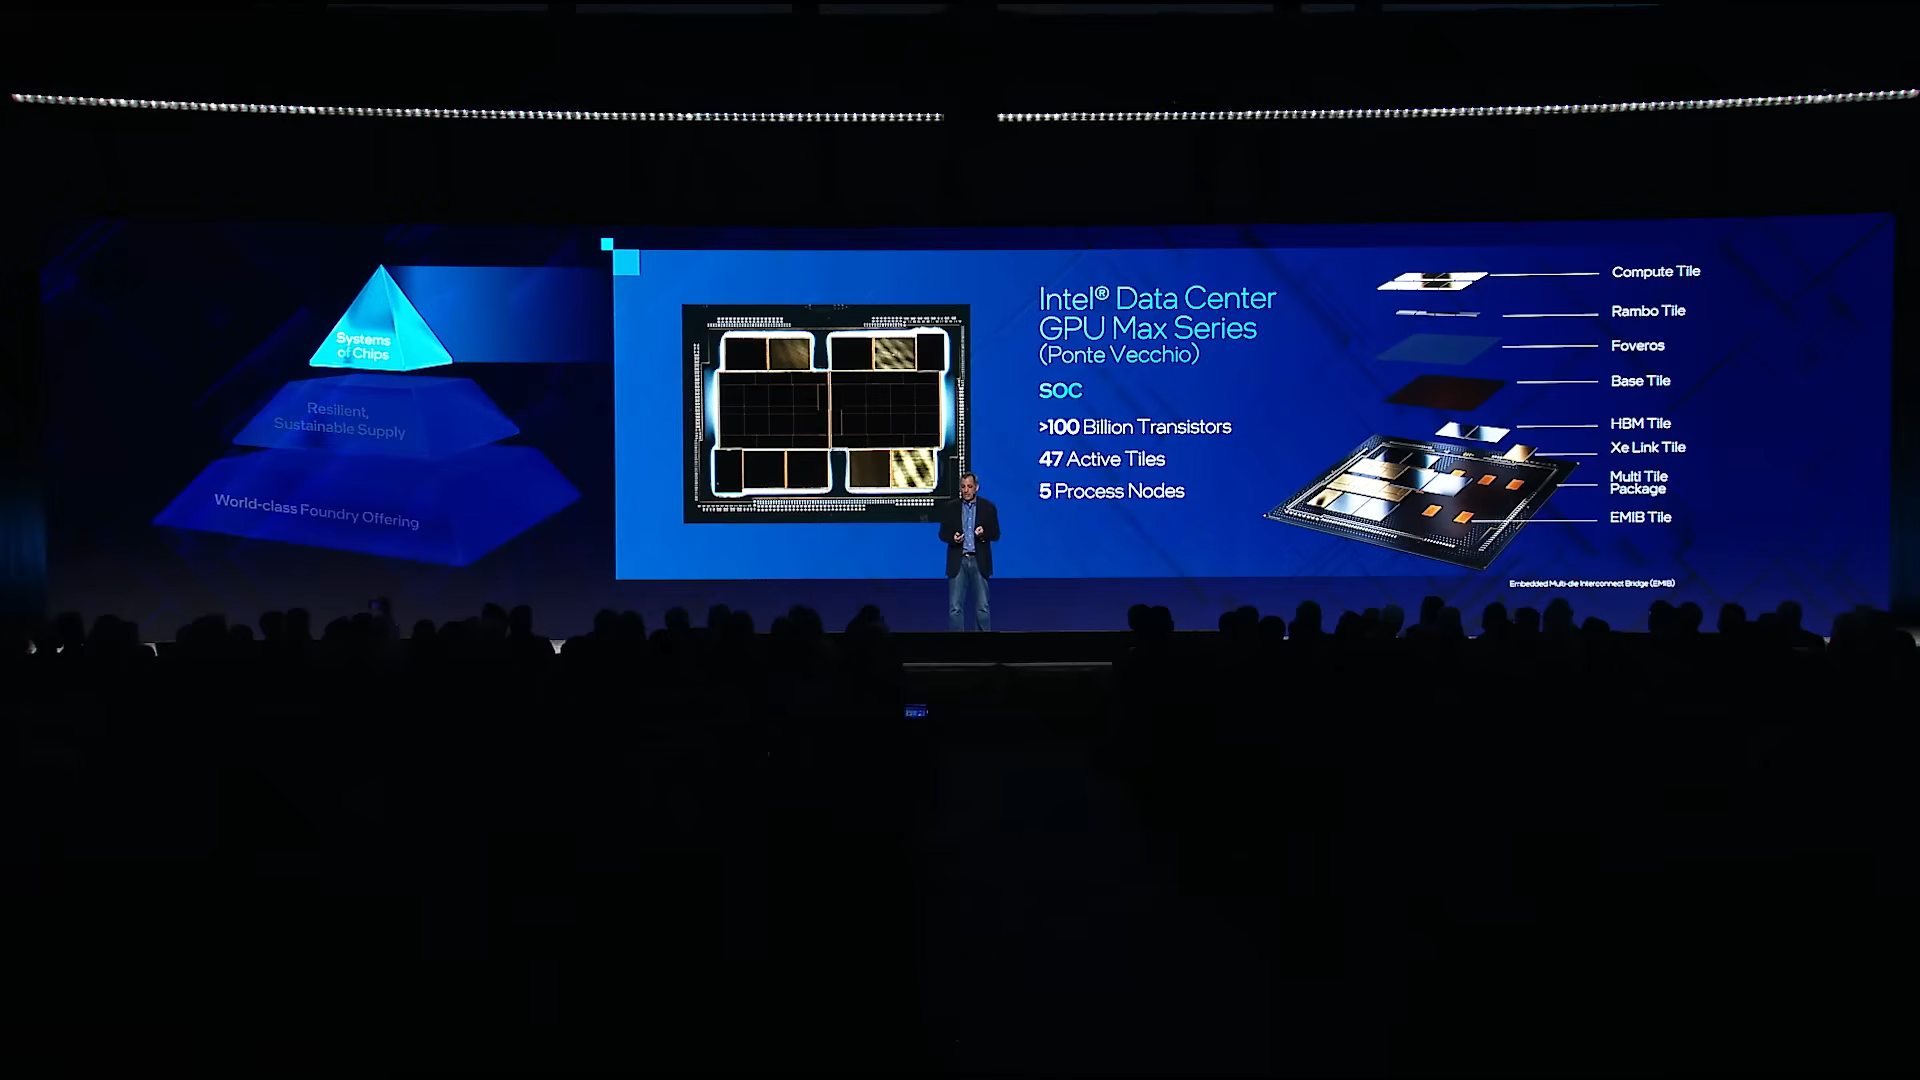 Systems
of Chips
Resilient,
Sustainable Supply
World-class Foundry Offering
Intel® Data Center
GPU Max Series
(Ponte Vecchio)
SOC
>100 Billion Transistors
47 Active Tiles
5 Process Nodes
Compute Tile
Rambo Tile
Foveros
Base Tile
HBM Tile
Xe Link Tile
Multi Tile
Package
EMIB Tile
Embedded Multi-die Interconnect Bridge (EMIB)